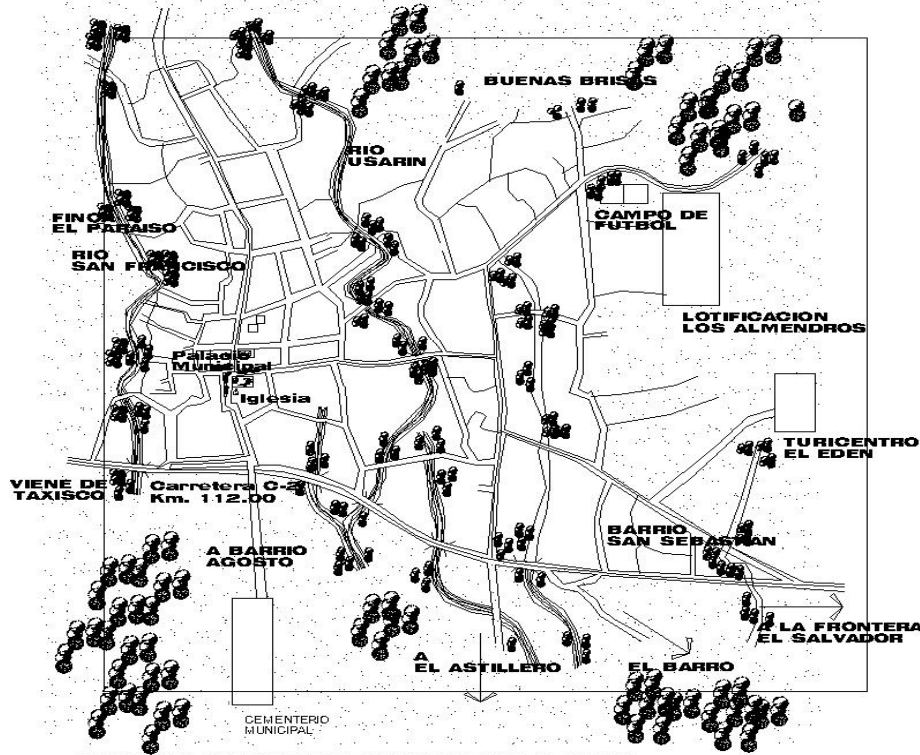 BUENAS BRISAS
RIO
USARIN
FINCA
EL PARAISO
CAMPO DE
FUTBOL
RIO
SAN FRANCISCO
LOTIFICACION
LOS ALMENDROS
Palacio
Municipal
Iglesia
TURICENTRO
EL EDEN
VIENE DE
TAXISCO
Carretera C-2
Km. 112.00
BARRIO
SAN SEBASTIAN
A BARRIO
AGOSTO
A LA FRONTERA
EL SALVADOR
A
EL ASTILLERO
EL BARRO
CEMENTERIO
MUNICIPAL